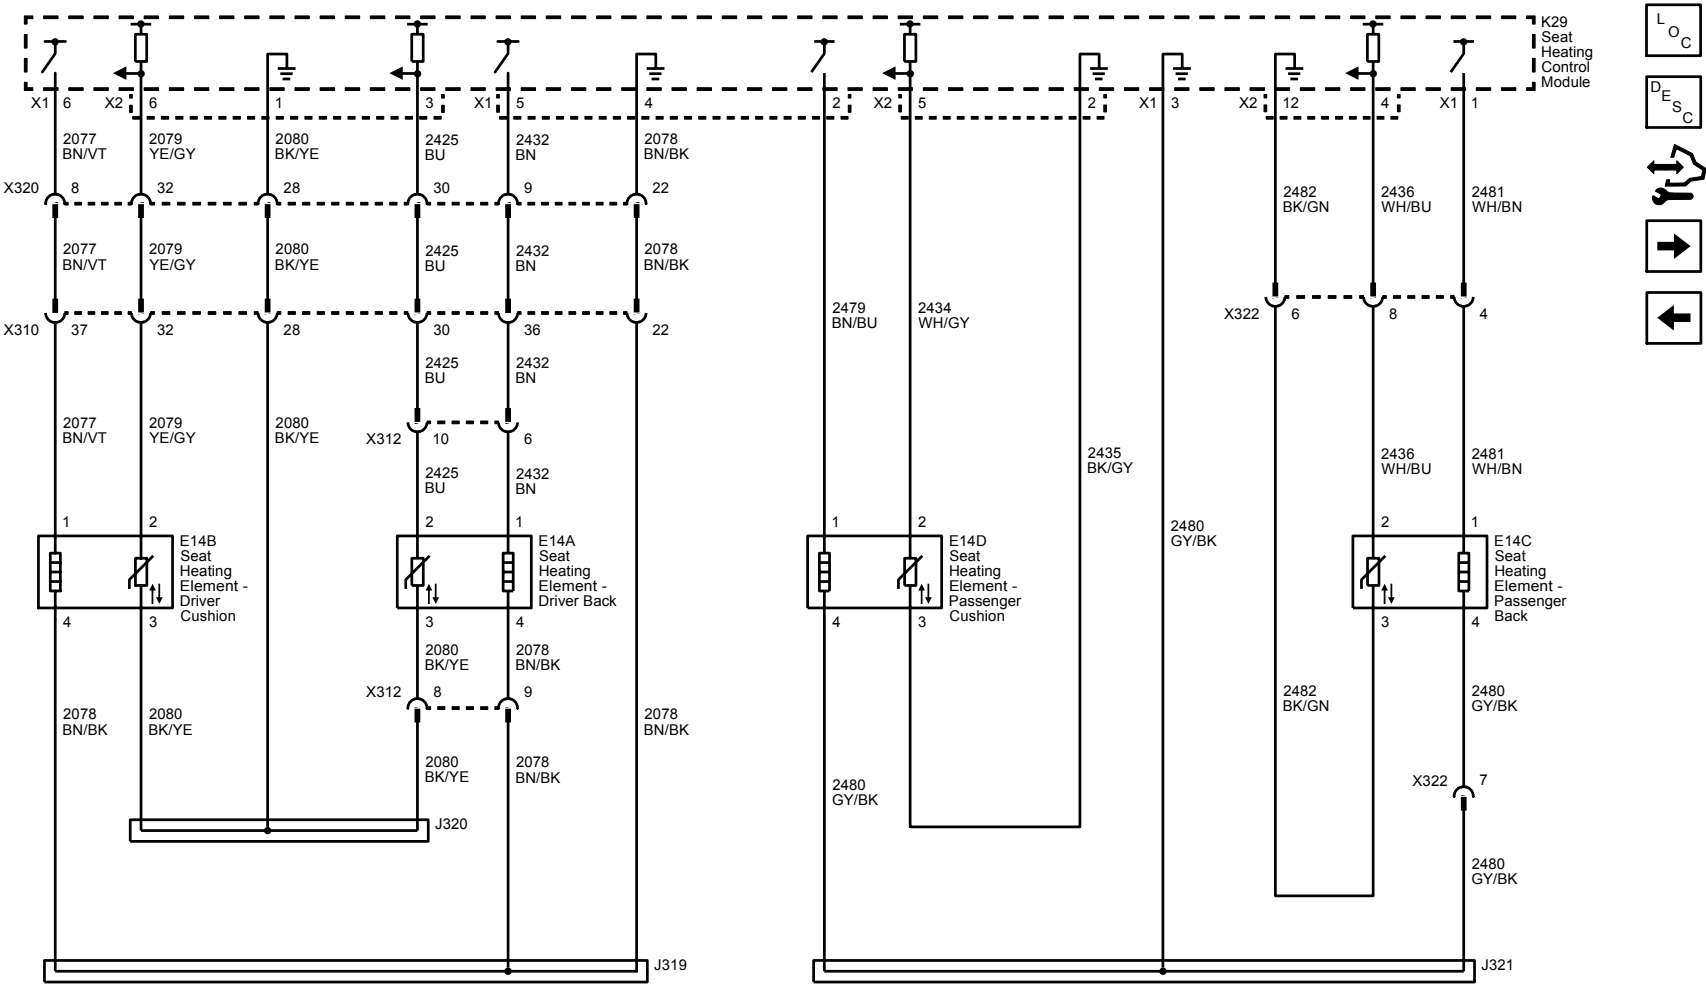 K29
Seat
Heating
Control
Module
L
O
C
D
E
S
C
X1 6 X2 6 1 3 X1 5 4 2 X2 5 2 X1 3 X2 12 4 X1 1
2077 2079 2080 2425 2432 2078
BN/VT YE/GY BK/YE BU BN BN/BK
X320 8 32 28 30 9 22
2482 2436 2481
BK/GN WH/BU WH/BN
2077 2079 2080 2425 2432 2078
BN/VT YE/GY BK/YE BU BN BN/BK
2479 2434
BN/BU WH/GY
X322 6 8 4
X310 37 32 28 30 36 22
2425 2432
BU BN
2077 2079 2080
BN/VT YE/GY BK/YE
X312 10 6
2435
BK/GY
2436 2481
WH/BU WH/BN
2425 2432
BU BN
2480
GY/BK
1 2 2 1 1 2 2 1
E14B
Seat
Heating
Element -
Driver
Cushion
E14A
Seat
Heating
Element -
Driver Back
E14D
Seat
Heating
Element -
Passenger
Cushion
E14C
Seat
Heating
Element -
Passenger
Back
4 3 3 4 4 3 3 4
2080 2078
BK/YE BN/BK
X312 8 9
2482 2480
BK/GN GY/BK
2078 2080 2078
BN/BK BK/YE BN/BK
2080 2078
BK/YE BN/BK
2480
GY/BK
X322 7
J320
2480
GY/BK
J319
J321